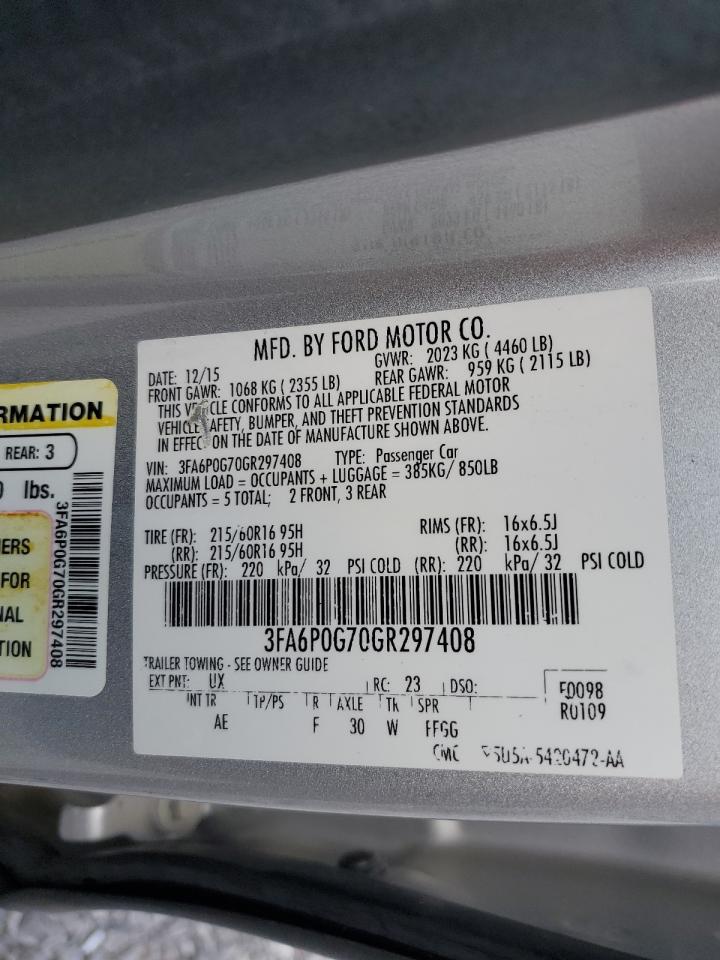 MFD. BY FORD MOTOR CO.
DATE: 12/15 GVWR: 2023 KG ( 4460 LB)
FRONT GAWR: 1068 KG ( 2355 LB) REAR GAWR: 959 KG ( 2115 LB)
THIS VEHICLE CONFORMS TO ALL APPLICABLE FEDERAL MOTOR
VEHICLE SAFETY, BUMPER, AND THEFT PREVENTION STANDARDS
IN EFFECT ON THE DATE OF MANUFACTURE SHOWN ABOVE.
VIN: 3FA6P0G70GR297408 TYPE: Passenger Car
MAXIMUM LOAD = OCCUPANTS + LUGGAGE = 385KG/ 850LB
OCCUPANTS = 5 TOTAL; 2 FRONT, 3 REAR
TIRE (FR): 215/60R16 95H RIMS (FR): 16x6.5J
(RR): 215/60R16 95H (RR): 16x6.5J
PRESSURE (FR): 220 kPa/ 32 PSI COLD (RR): 220 kPa/ 32 PSI COLD
3FA6P0G70GR297408
TRAILER TOWING - SEE OWNER GUIDE
EXT PNT: UX RC: 23 DSO: F0098
R0109
INT TR TP/PS R AXLE TR SPR
AE F 30 W FFGG
RMATION
REAR: 3
0 lbs.
ERS
FOR
NAL
TION
3FA6P0G70GR297408